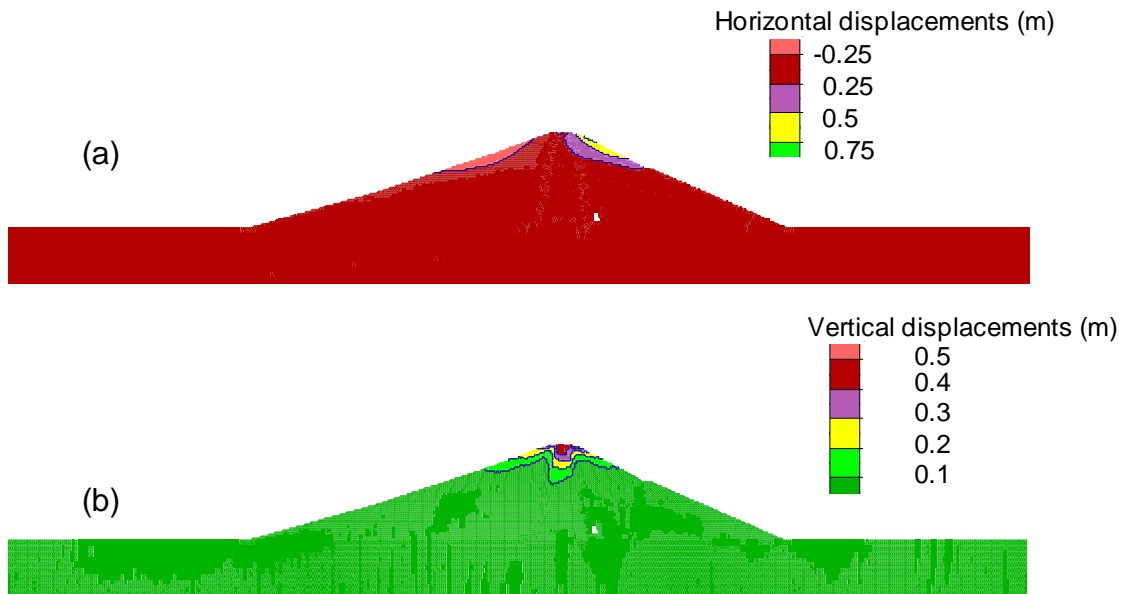 Horizontal displacements (m)
-0.25
0.25
0.5
0.75
(a)
Vertical displacements (m)
0.5
0.4
0.3
0.2
0.1
(b)